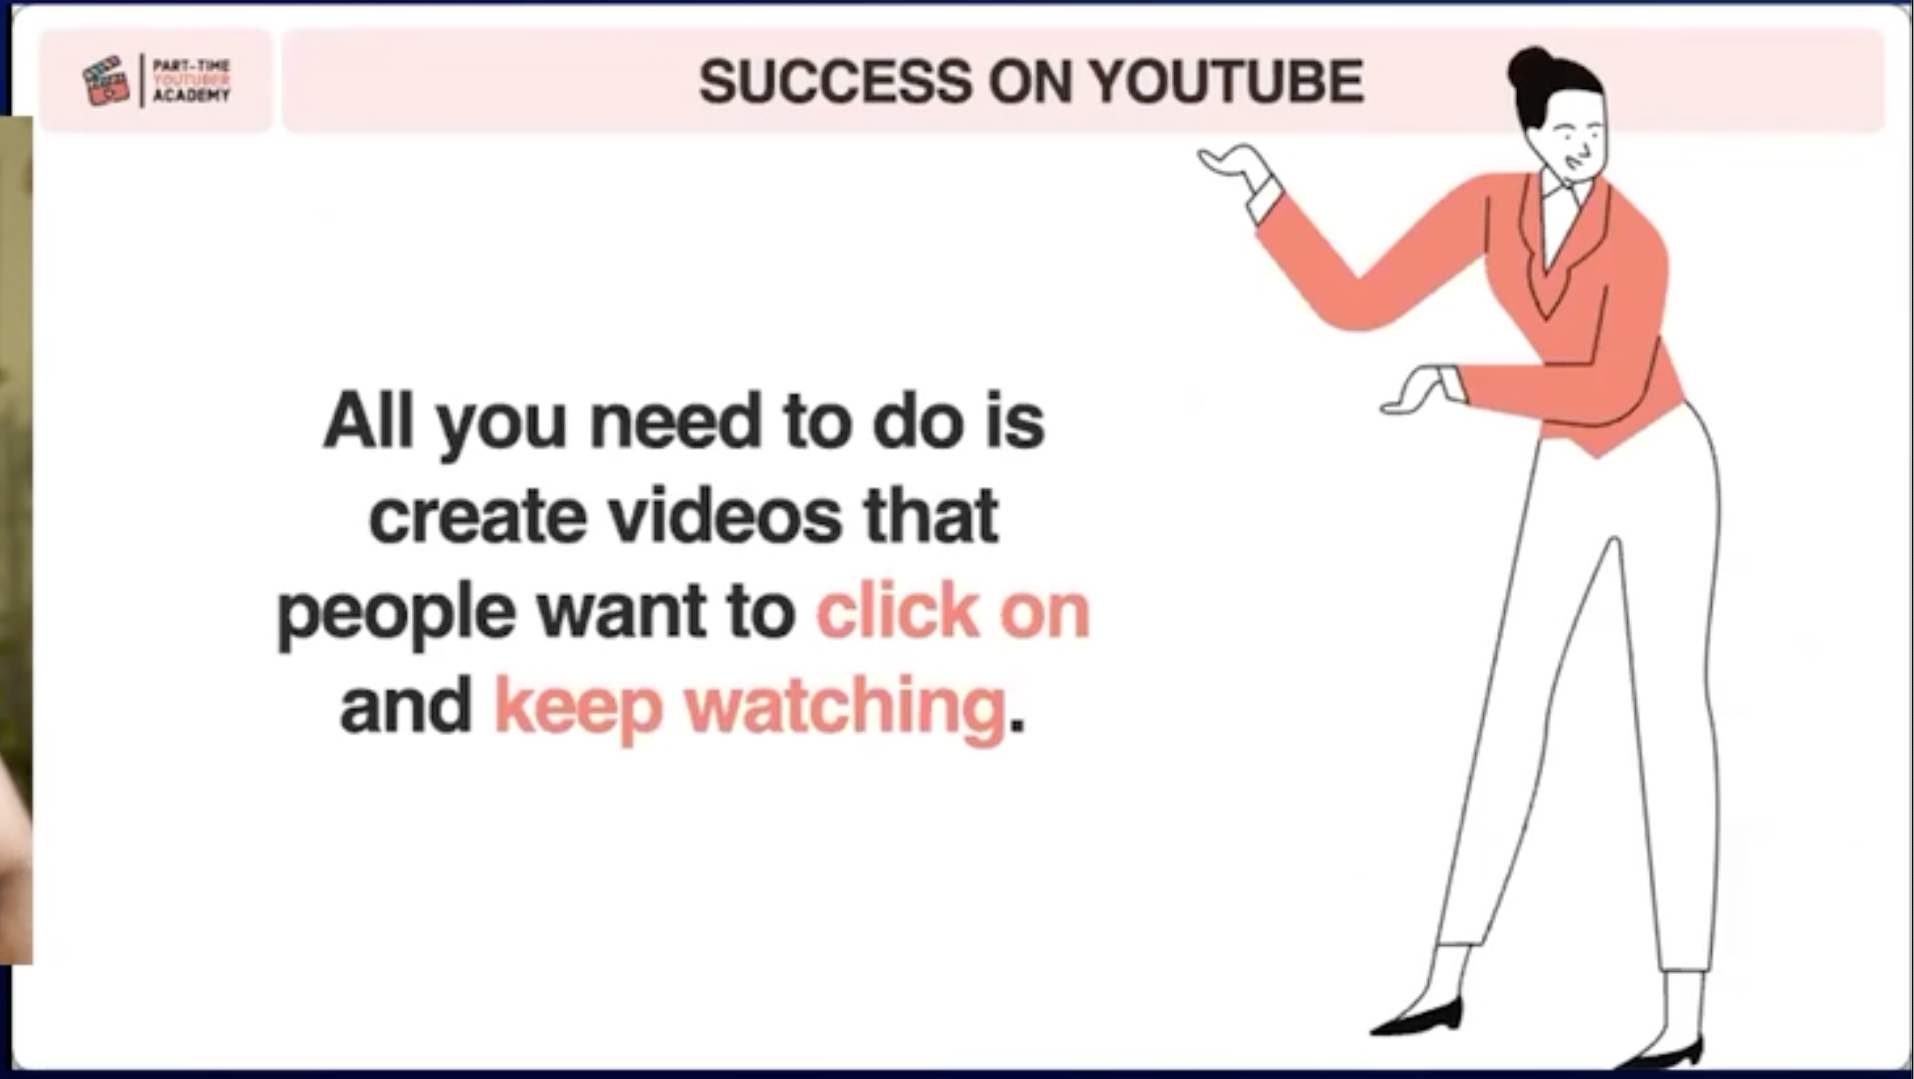 PART-TIME
YOUTUBER
ACADEMY
SUCCESS ON YOUTUBE
All you need to do is
create videos that
people want to click on
and keep watching.